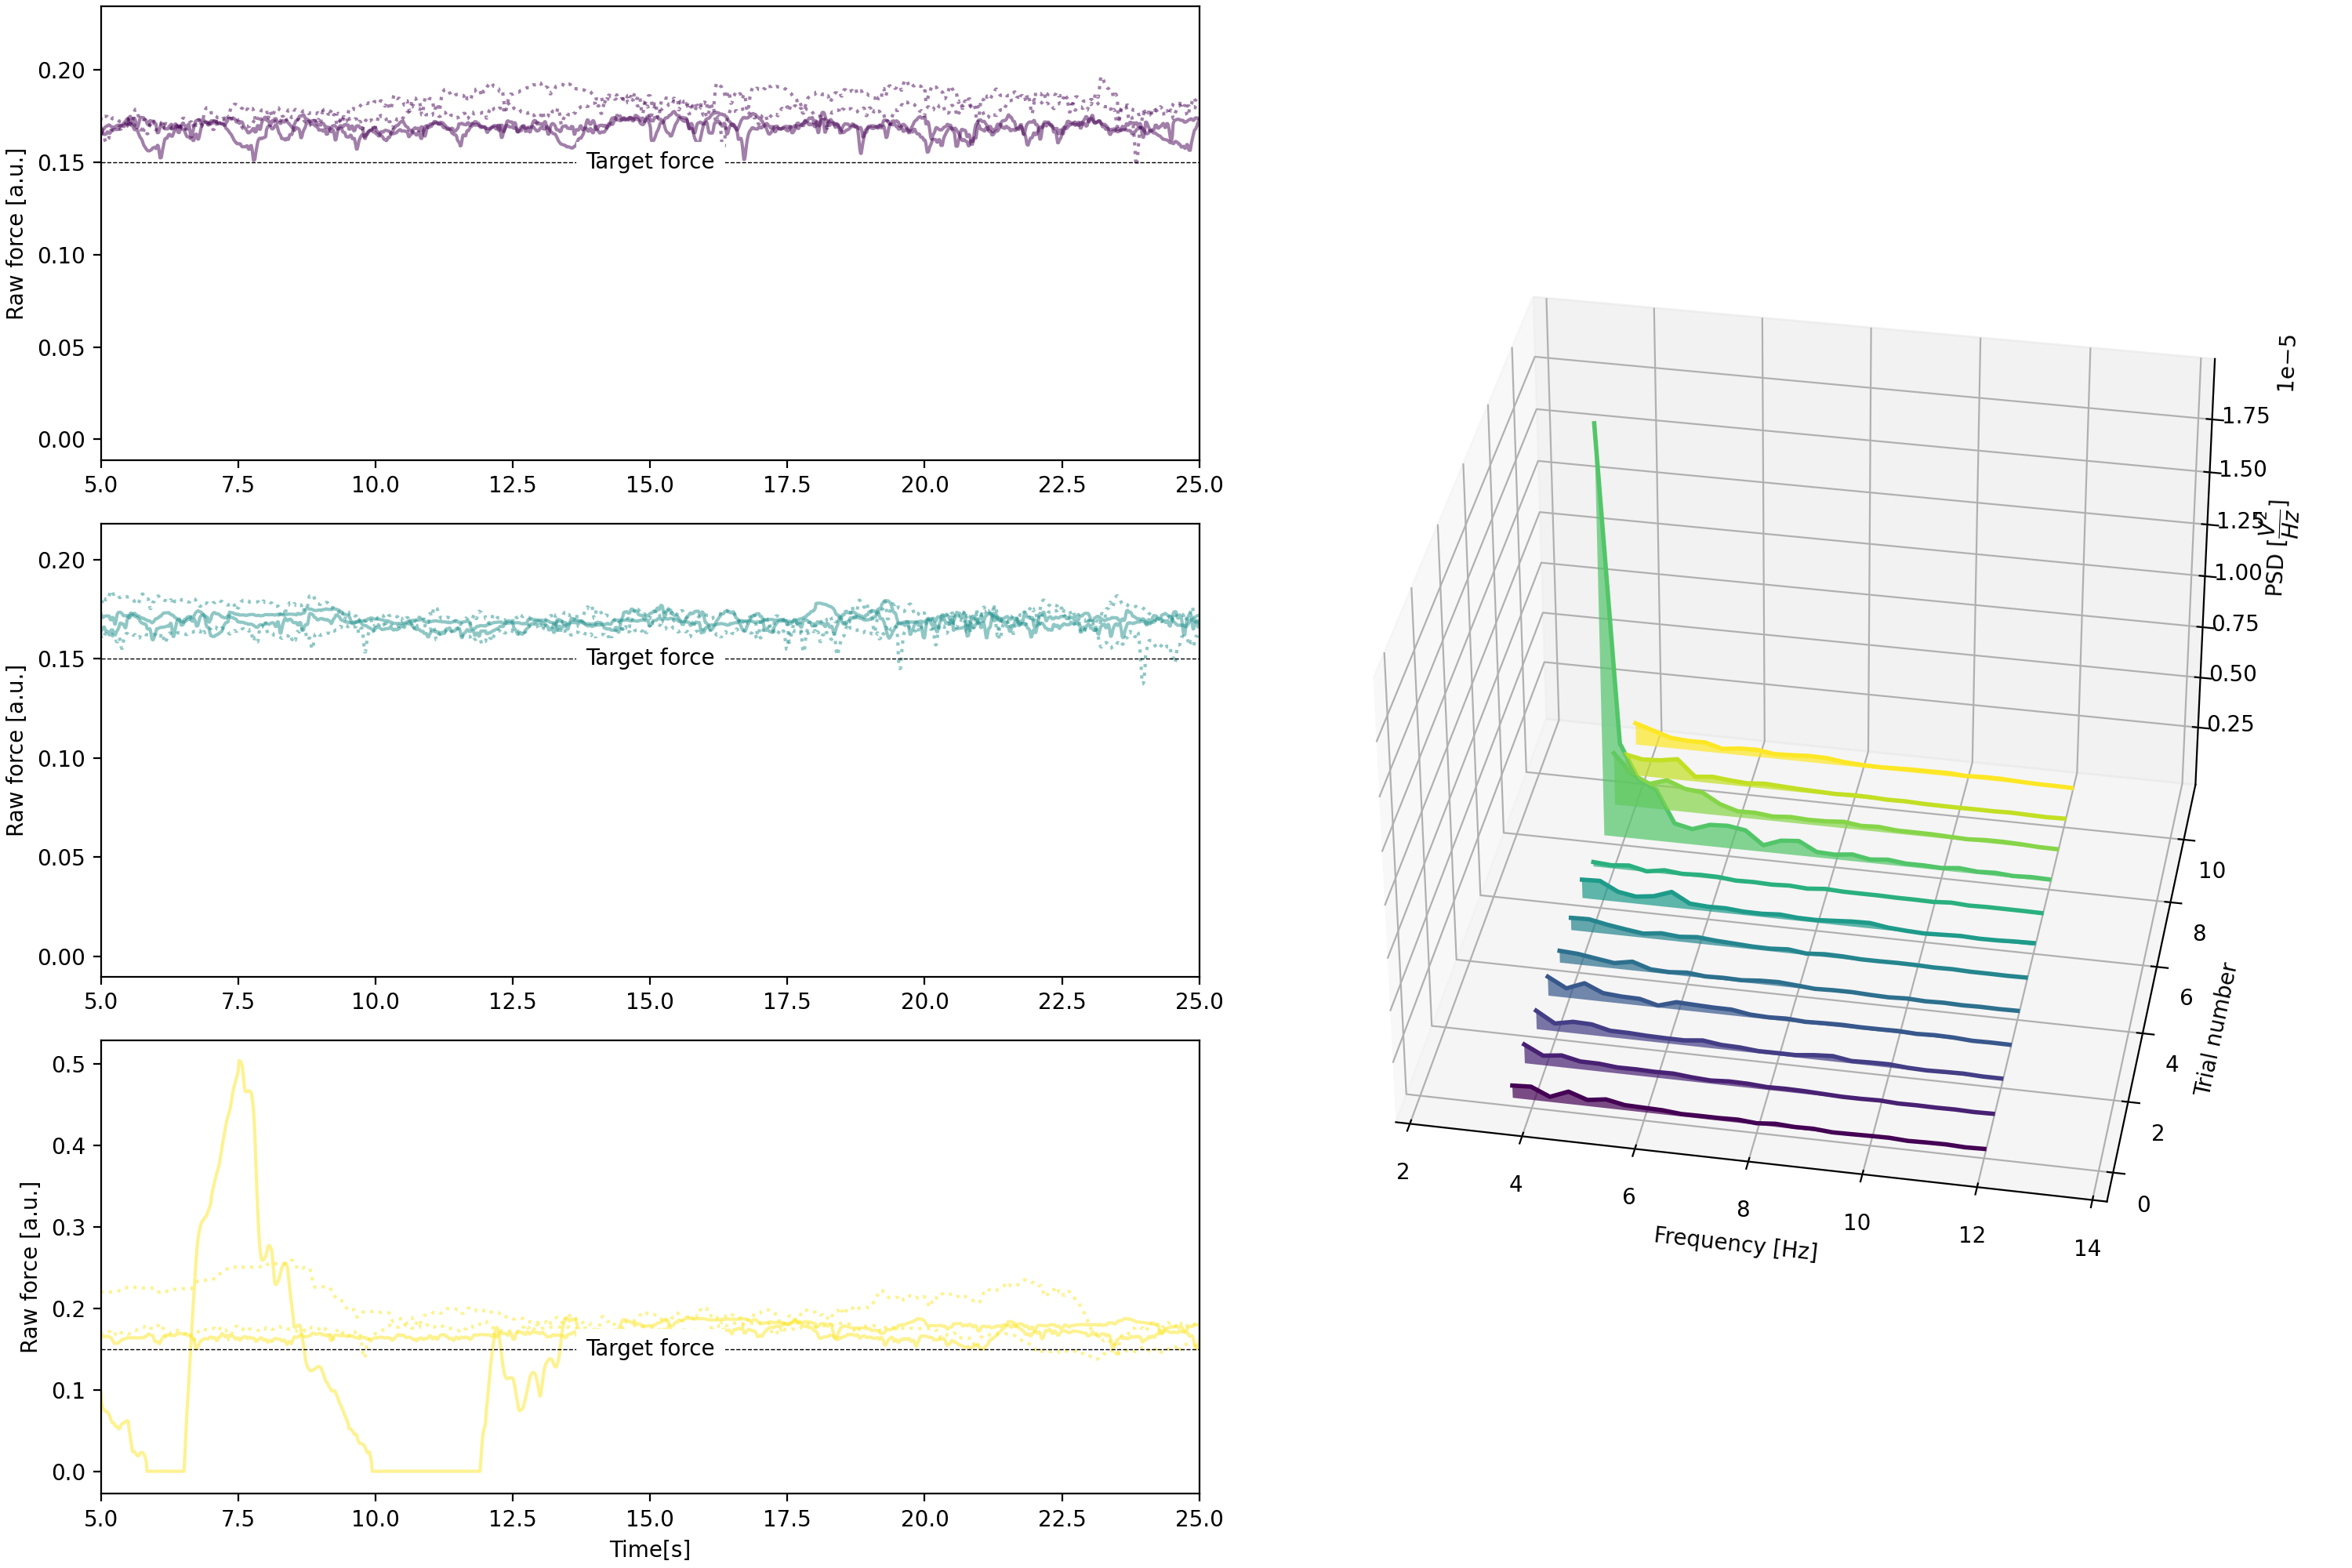 0.20
0.15
0.10
0.05
0.00
Raw force [a.u.]
Target force
5.0 7.5 10.0 12.5 15.0 17.5 20.0 22.5 25.0
0.20
0.15
0.10
0.05
0.00
Raw force [a.u.]
Target force
5.0 7.5 10.0 12.5 15.0 17.5 20.0 22.5 25.0
0.5
0.4
0.3
0.2
0.1
0.0
Raw force [a.u.]
Target force
5.0 7.5 10.0 12.5 15.0 17.5 20.0 22.5 25.0
Time[s]
1e−5
1.75
1.50
1.25
1.00
0.75
0.50
0.25
PSD [V²/Hz]
10
8
6
4
2
0
Trial number
2 4 6 8 10 12 14
Frequency [Hz]